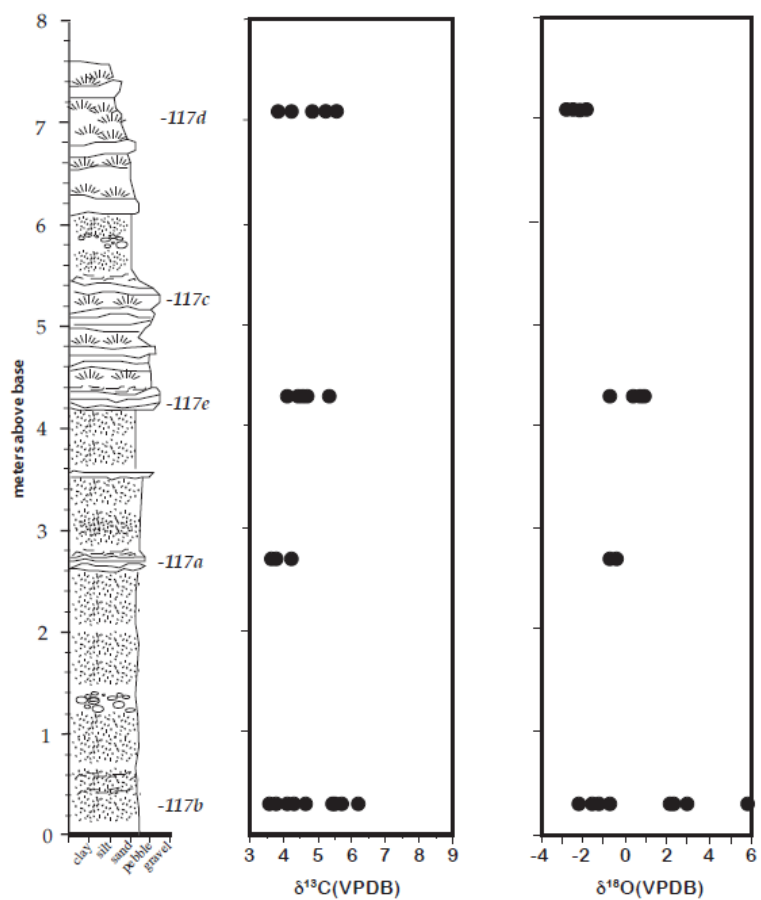 8
7
6
5
4
3
2
1
0
meters above base
-117d
-117c
-117e
-117a
-117b
clay
silt
sand
pebble
gravel
3 4 5 6 7 8 9
δ¹³C(VPDB)
-4 -2 0 2 4 6
δ¹⁸O(VPDB)